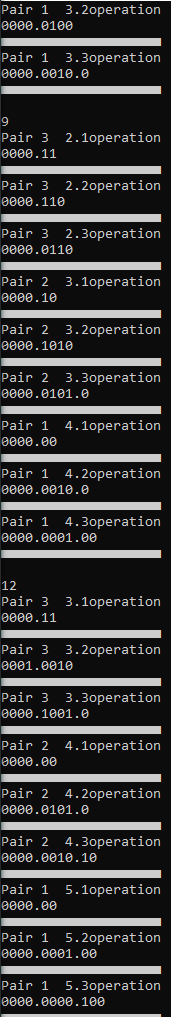 Pair 1  3.2operation
0000.0100
Pair 1  3.3operation
0000.0010.0
9
Pair 3  2.1operation
0000.11
Pair 3  2.2operation
0000.110
Pair 3  2.3operation
0000.0110
Pair 2  3.1operation
0000.10
Pair 2  3.2operation
0000.1010
Pair 2  3.3operation
0000.0101.0
Pair 1  4.1operation
0000.00
Pair 1  4.2operation
0000.0010.0
Pair 1  4.3operation
0000.0001.00
12
Pair 3  3.1operation
0000.11
Pair 3  3.2operation
0001.0010
Pair 3  3.3operation
0000.1001.0
Pair 2  4.1operation
0000.00
Pair 2  4.2operation
0000.0101.0
Pair 2  4.3operation
0000.0010.10
Pair 1  5.1operation
0000.00
Pair 1  5.2operation
0000.0001.00
Pair 1  5.3operation
0000.0000.100